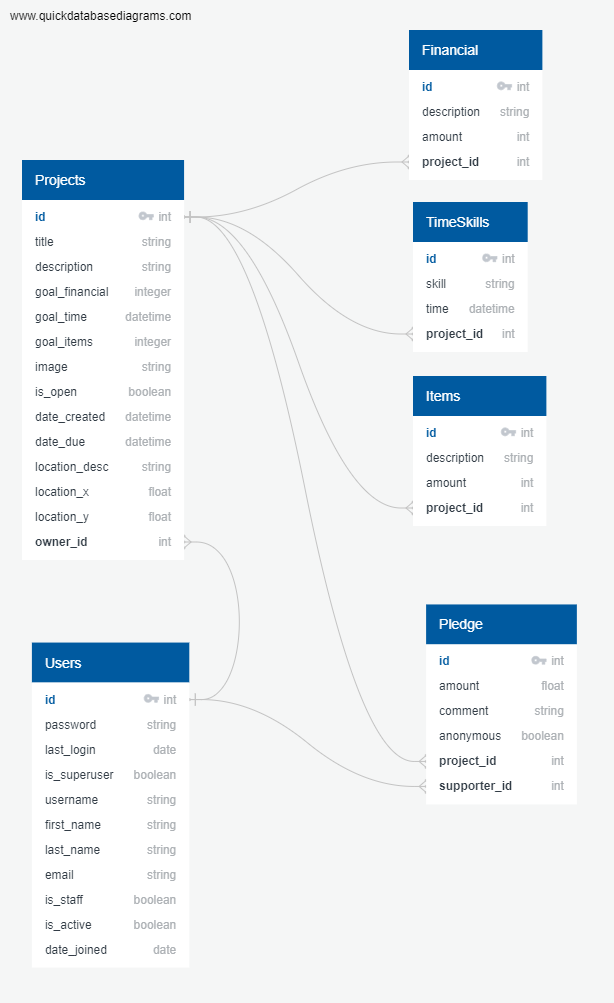 www.quickdatabasediagrams.com
Financial
id int
description string
amount int
project_id int
Projects
id int
title string
description string
goal_financial integer
goal_time datetime
goal_items integer
image string
is_open boolean
date_created datetime
date_due datetime
location_desc string
location_x float
location_y float
owner_id int
TimeSkills
id int
skill string
time datetime
project_id int
Items
id int
description string
amount int
project_id int
Pledge
id int
amount float
comment string
anonymous boolean
project_id int
supporter_id int
Users
id int
password string
last_login date
is_superuser boolean
username string
first_name string
last_name string
email string
is_staff boolean
is_active boolean
date_joined date